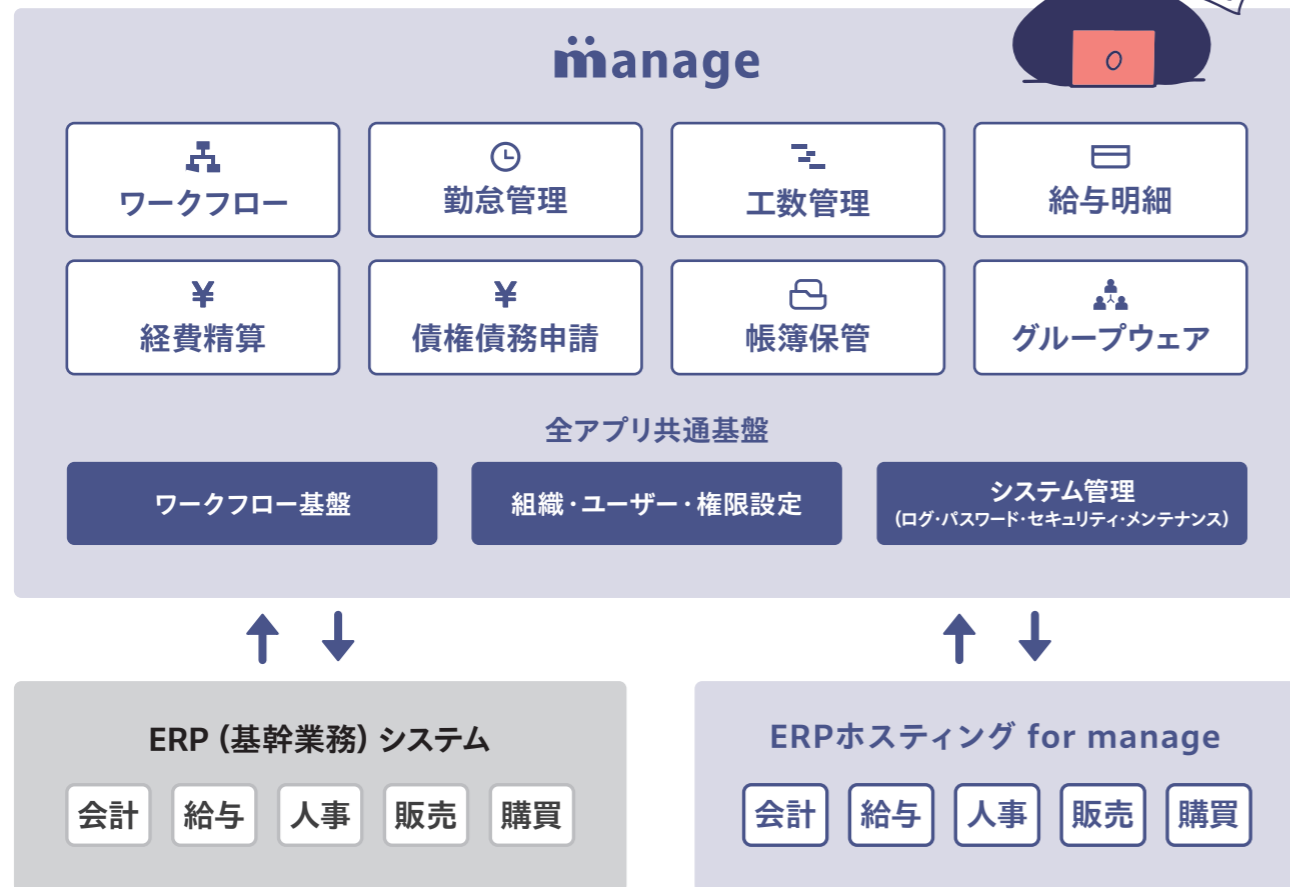 manage
ワークフロー
勤怠管理
工数管理
給与明細
経費精算
債権債務申請
帳簿保管
グループウェア
全アプリ共通基盤
ワークフロー基盤
組織・ユーザー・権限設定
システム管理
(ログ・パスワード・セキュリティ・メンテナンス)
ERP (基幹業務) システム
会計
給与
人事
販売
購買
ERPホスティング for manage
会計
給与
人事
販売
購買